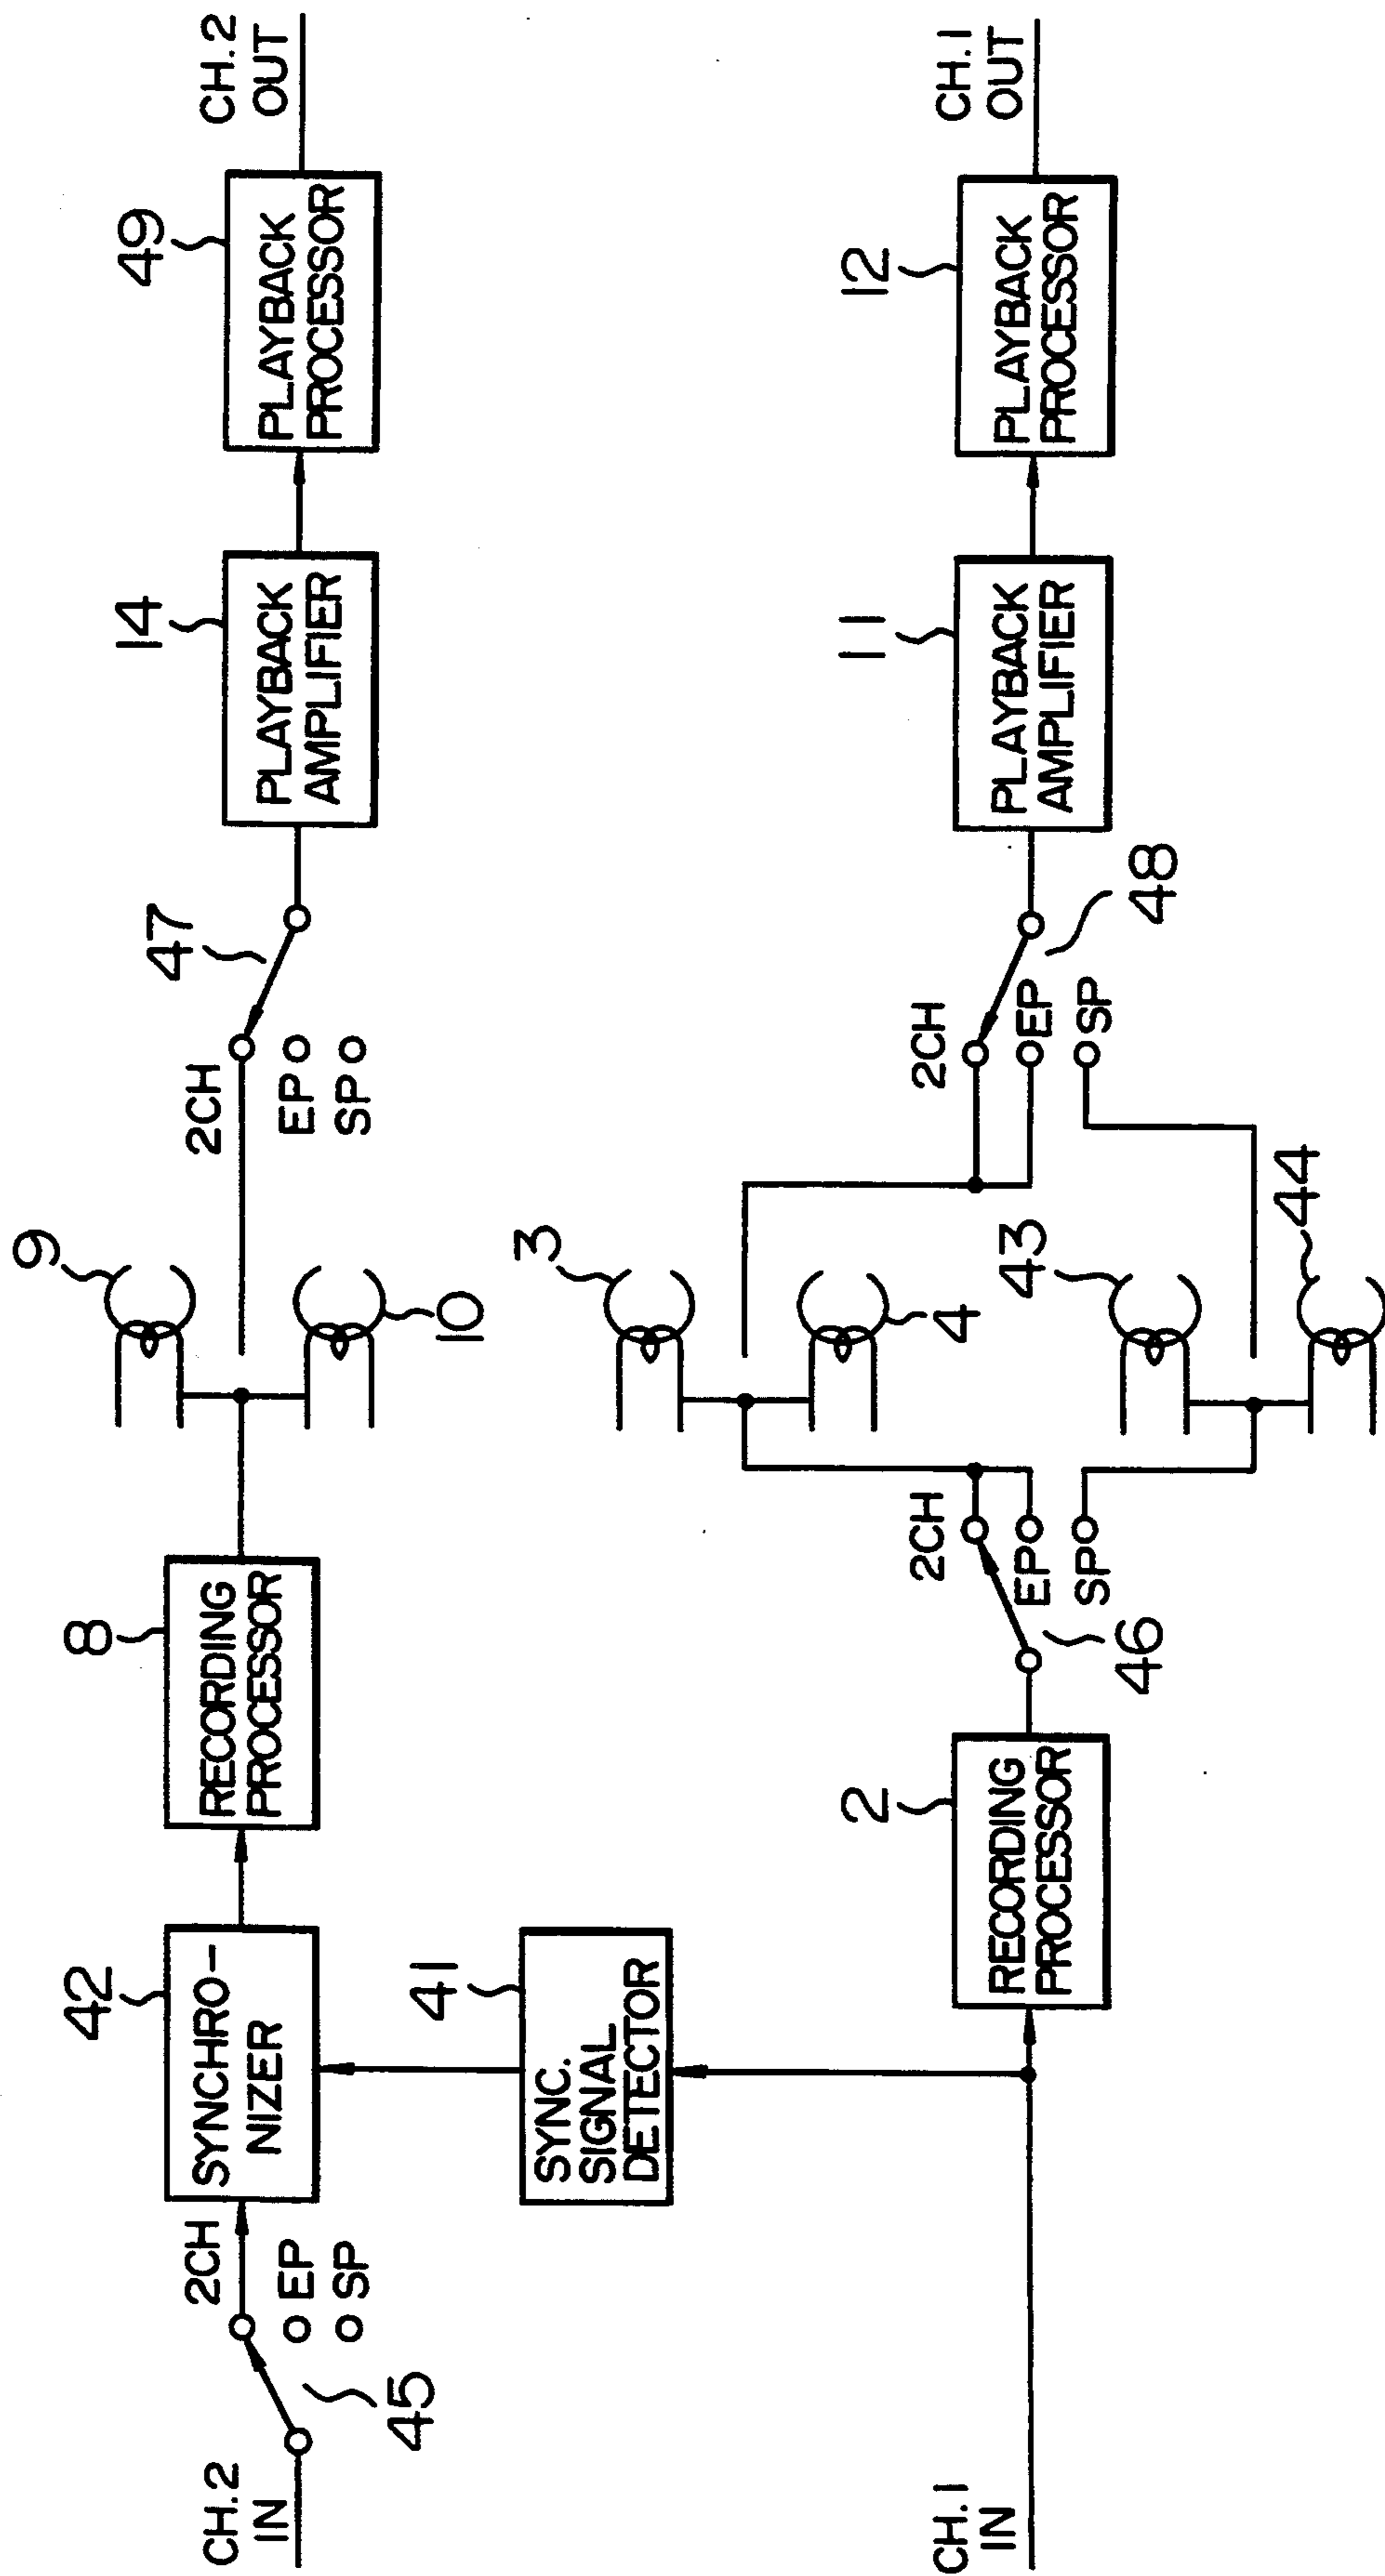 CH.2
IN
45
2CH
EP
SP
42
SYNCHRO-
NIZER
8
RECORDING
PROCESSOR
9
10
2CH
EP
SP
47
14
PLAYBACK
AMPLIFIER
49
PLAYBACK
PROCESSOR
CH.2
OUT
41
SYNC.
SIGNAL
DETECTOR
CH.1
IN
2
RECORDING
PROCESSOR
46
2CH
EP
SP
3
4
43
44
2CH
EP
SP
48
11
PLAYBACK
AMPLIFIER
12
PLAYBACK
PROCESSOR
CH.1
OUT